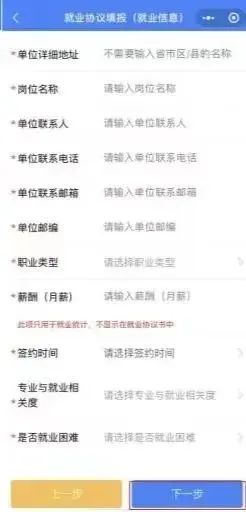 就业协议填报（就业信息）
*单位详细地址 不需要输入省市区/县的名称
*岗位名称 请输入岗位名称
*单位联系人 请输入单位联系人
*单位联系电话 请输入单位联系电话
*单位联系邮箱 请输入单位联系邮箱
*单位邮编 请输入单位邮编
*职业类型 请选择职业类型
*薪酬（月薪） 请输入薪酬（月薪）
此项只用于就业统计，不显示在就业协议书中
*签约时间 请选择签约时间
*专业与就业相关度 请选择专业与就业相关度
*是否就业困难 请选择是否就业困难
上一步 下一步